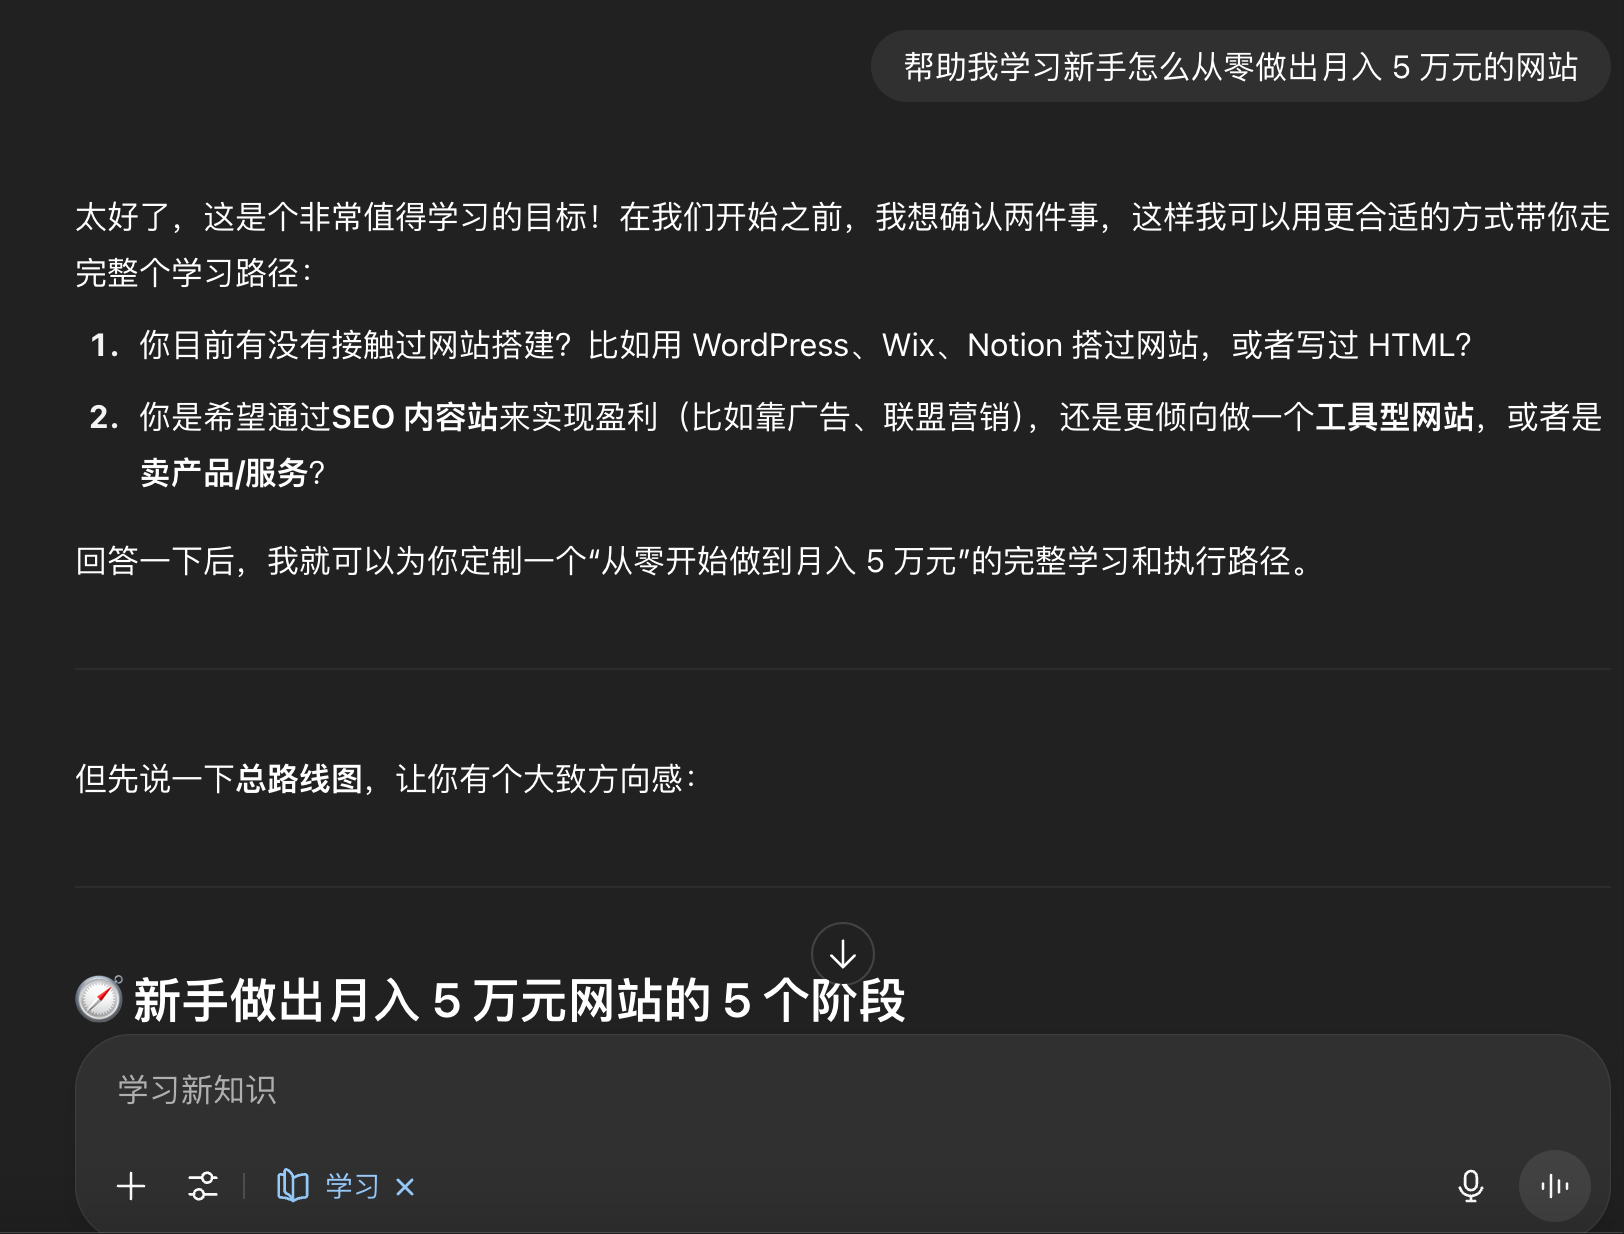 帮助我学习新手怎么从零做出月入 5 万元的网站
太好了，这是个非常值得学习的目标！在我们开始之前，我想确认两件事，这样我可以用更合适的方式带你走
完整个学习路径：
1. 你目前有没有接触过网站搭建？比如用 WordPress、Wix、Notion 搭过网站，或者写过 HTML？
2. 你是希望通过SEO 内容站来实现盈利（比如靠广告、联盟营销），还是更倾向做一个工具型网站，或者是
卖产品/服务？
回答一下后，我就可以为你定制一个“从零开始做到月入 5 万元”的完整学习和执行路径。
但先说一下总路线图，让你有个大致方向感：
新手做出月入 5 万元网站的 5 个阶段
学习新知识
学习